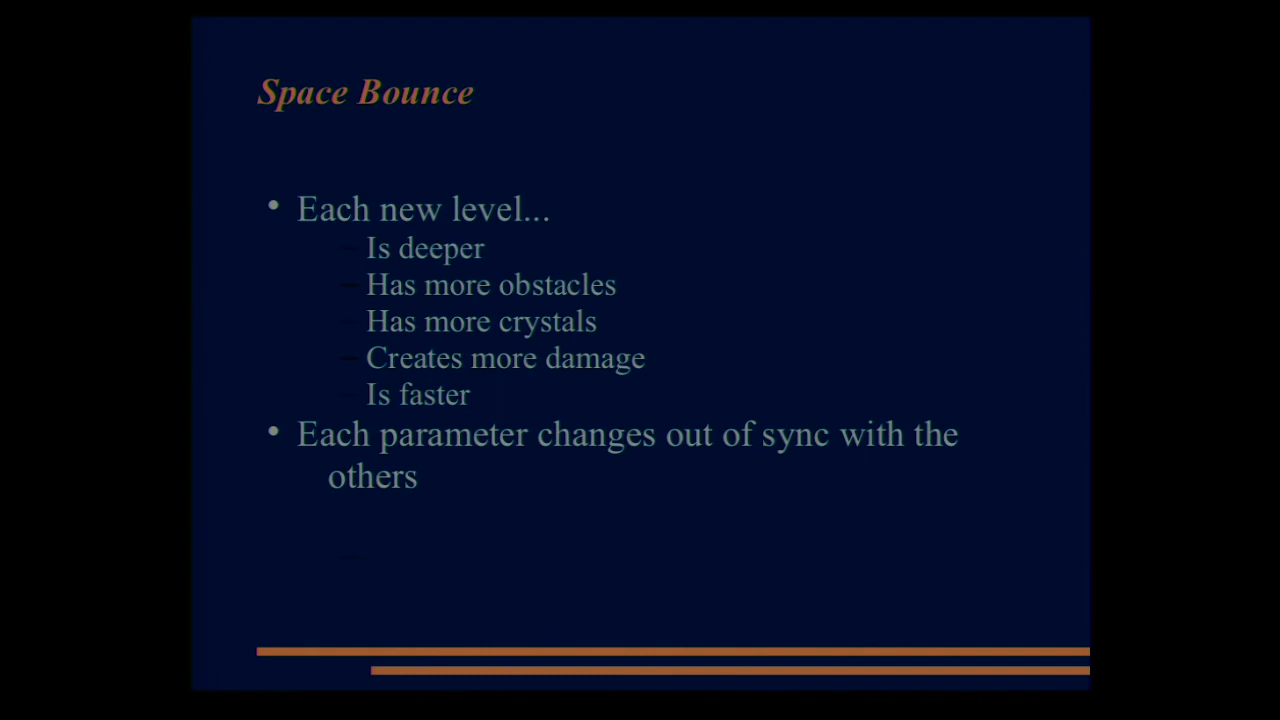 Space Bounce
• Each new level...
– Is deeper
– Has more obstacles
– Has more crystals
– Creates more damage
– Is faster
• Each parameter changes out of sync with the
others
–